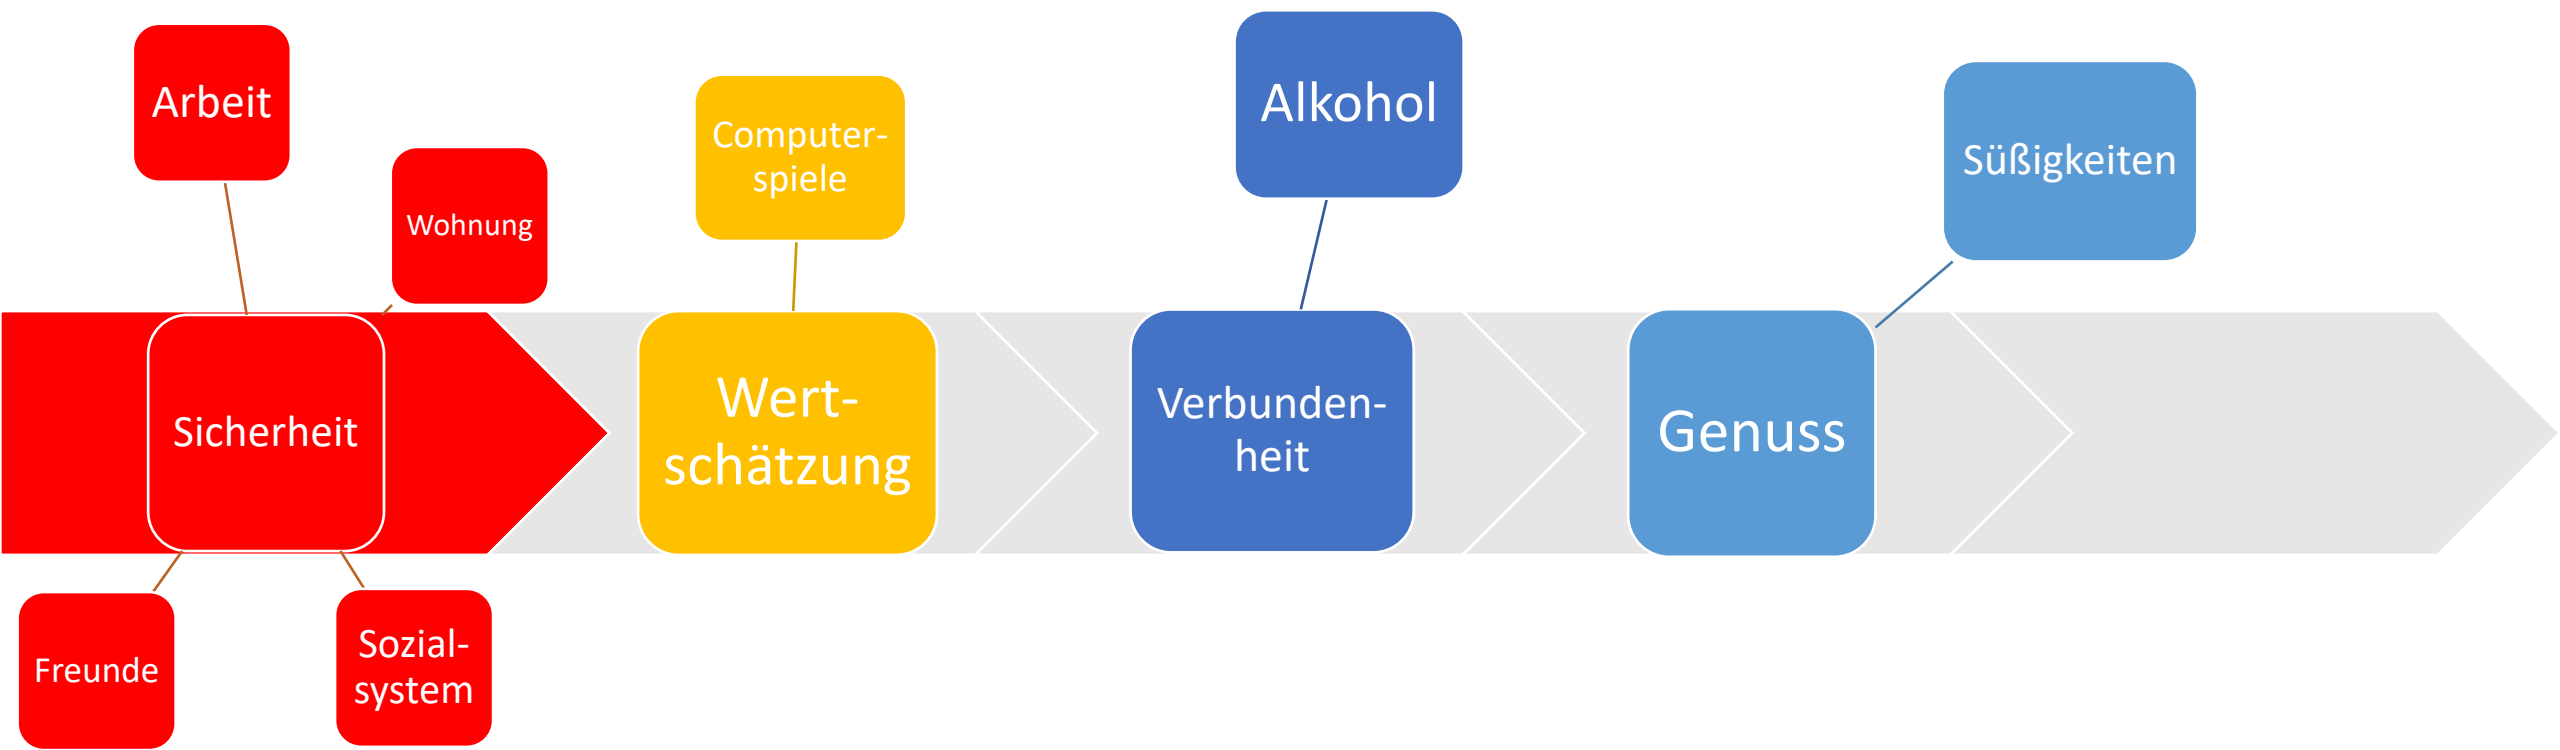 Arbeit
Wohnung
Computer-
spiele
Alkohol
Süßigkeiten
Sicherheit
Wert-
schätzung
Verbunden-
heit
Genuss
Freunde
Sozial-
system